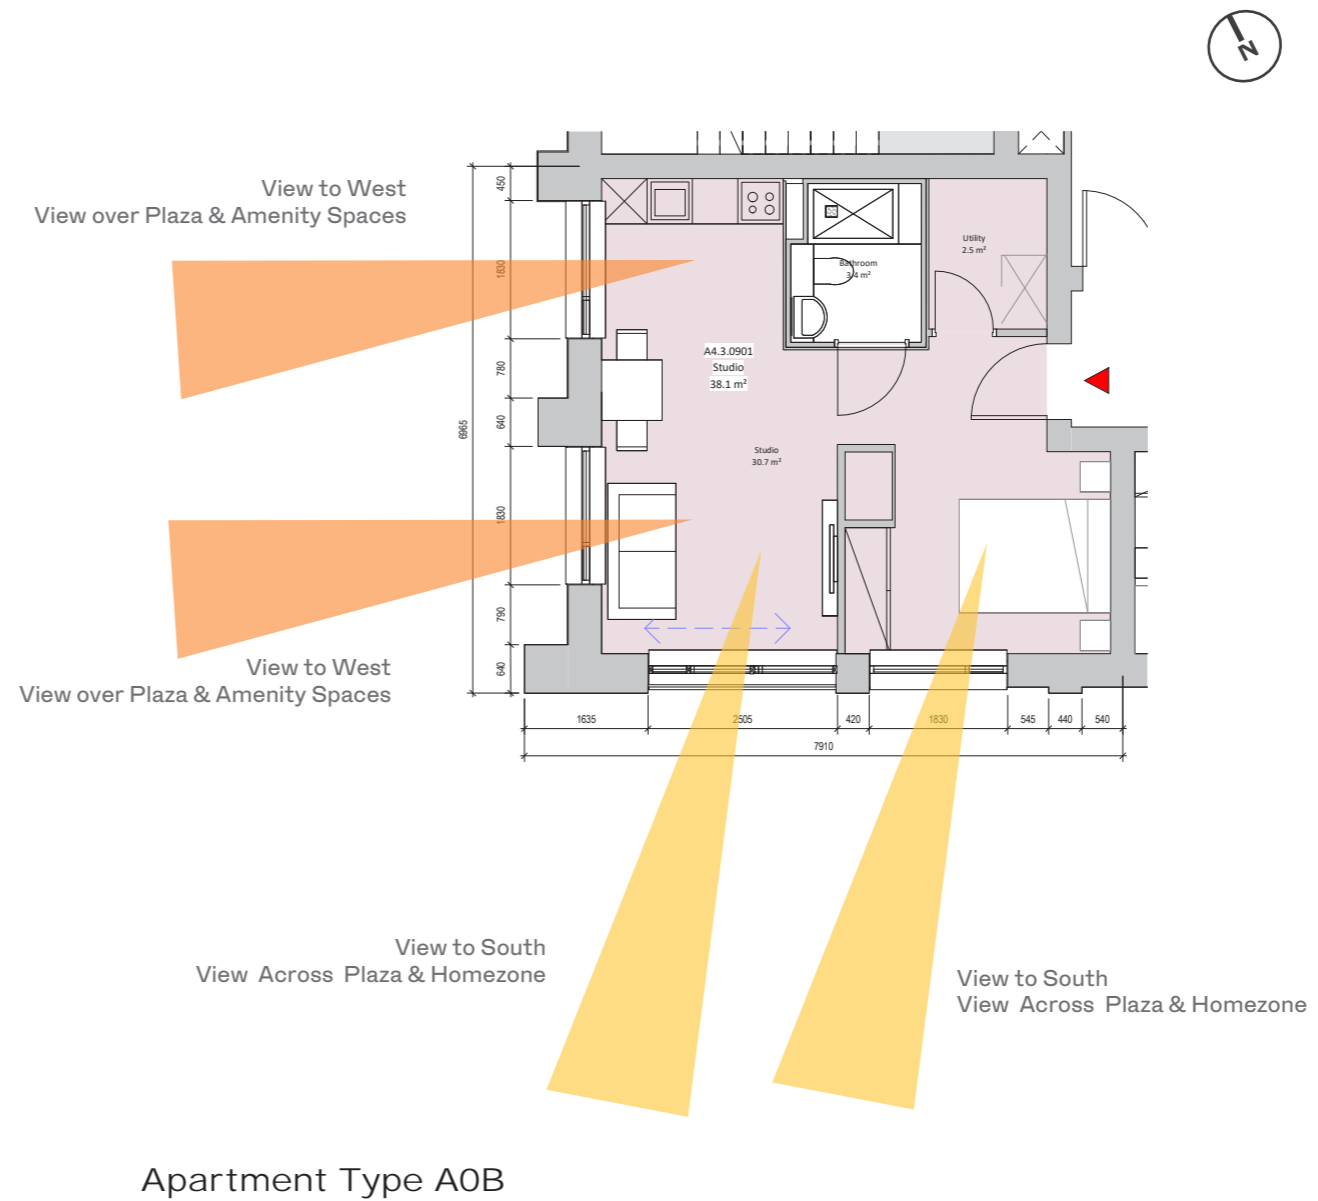 N
View to West
View over Plaza & Amenity Spaces
450
1830
780
640
6965
1830
790
640
Utility
2.5 m²
Bathroom
3.4 m²
A4.3.0901
Studio
38.1 m²
Studio
30.7 m²
View to West
View over Plaza & Amenity Spaces
1635
2505
420
1830
545
440
540
7910
View to South
View Across Plaza & Homezone
View to South
View Across Plaza & Homezone
Apartment Type A0B